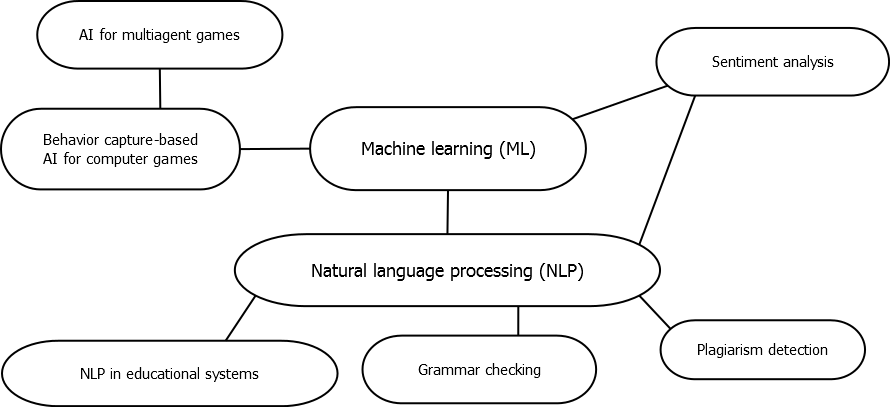 AI for multiagent games
Sentiment analysis
Behavior capture-based
AI for computer games
Machine learning (ML)
Natural language processing (NLP)
Plagiarism detection
Grammar checking
NLP in educational systems